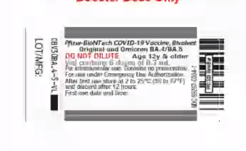 Booster Dose Only
Pfizer-BioNTech COVID-19 Vaccine, Bivalent
Original and Omicron BA.4/BA.5
DO NOT DILUTE Age 12y & older
Vial contains 6 doses of 0.3 mL.
For intramuscular use. Contains no preservative.
For use under Emergency Use Authorization.
After first use store at 2 to 25°C (35 to 77°F)
and discard after 12 hours.
First use date and time:
LOT/MFG: